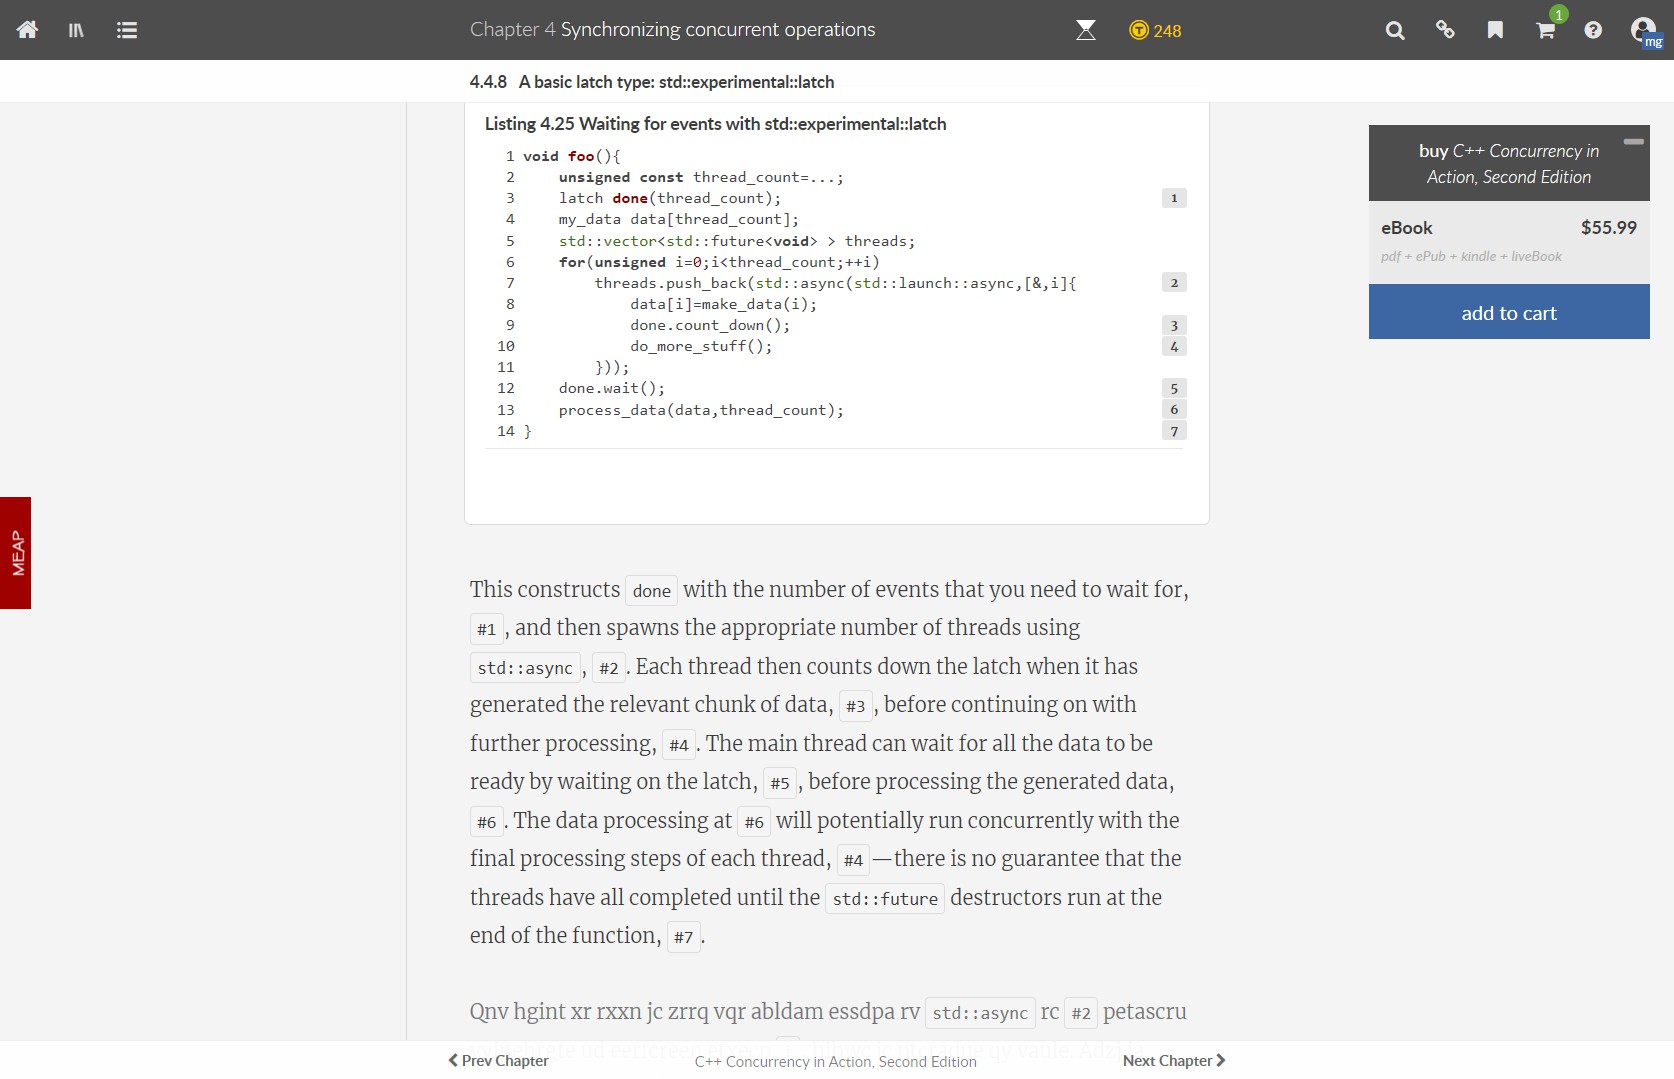 Chapter 4 Synchronizing concurrent operations
248
1
mg
4.4.8 A basic latch type: std::experimental::latch
Listing 4.25 Waiting for events with std::experimental::latch
1 void foo(){
2 unsigned const thread_count=...;
3 latch done(thread_count); 1
4 my_data data[thread_count];
5 std::vector<std::future<void> > threads;
6 for(unsigned i=0;i<thread_count;++i)
7 threads.push_back(std::async(std::launch::async,[&,i]{ 2
8 data[i]=make_data(i);
9 done.count_down(); 3
10 do_more_stuff(); 4
11 }));
12 done.wait(); 5
13 process_data(data,thread_count); 6
14 } 7
buy C++ Concurrency in
Action, Second Edition
eBook $55.99
pdf + ePub + kindle + liveBook
add to cart
MEAP
This constructs done with the number of events that you need to wait for,
#1 , and then spawns the appropriate number of threads using
std::async , #2 . Each thread then counts down the latch when it has
generated the relevant chunk of data, #3 , before continuing on with
further processing, #4 . The main thread can wait for all the data to be
ready by waiting on the latch, #5 , before processing the generated data,
#6 . The data processing at #6 will potentially run concurrently with the
final processing steps of each thread, #4 —there is no guarantee that the
threads have all completed until the std::future destructors run at the
end of the function, #7 .
Qnv hgint xr rxxn jc zrrq vqr abldam essdpa rv std::async rc #2 petascru
Prev Chapter
C++ Concurrency in Action, Second Edition
Next Chapter